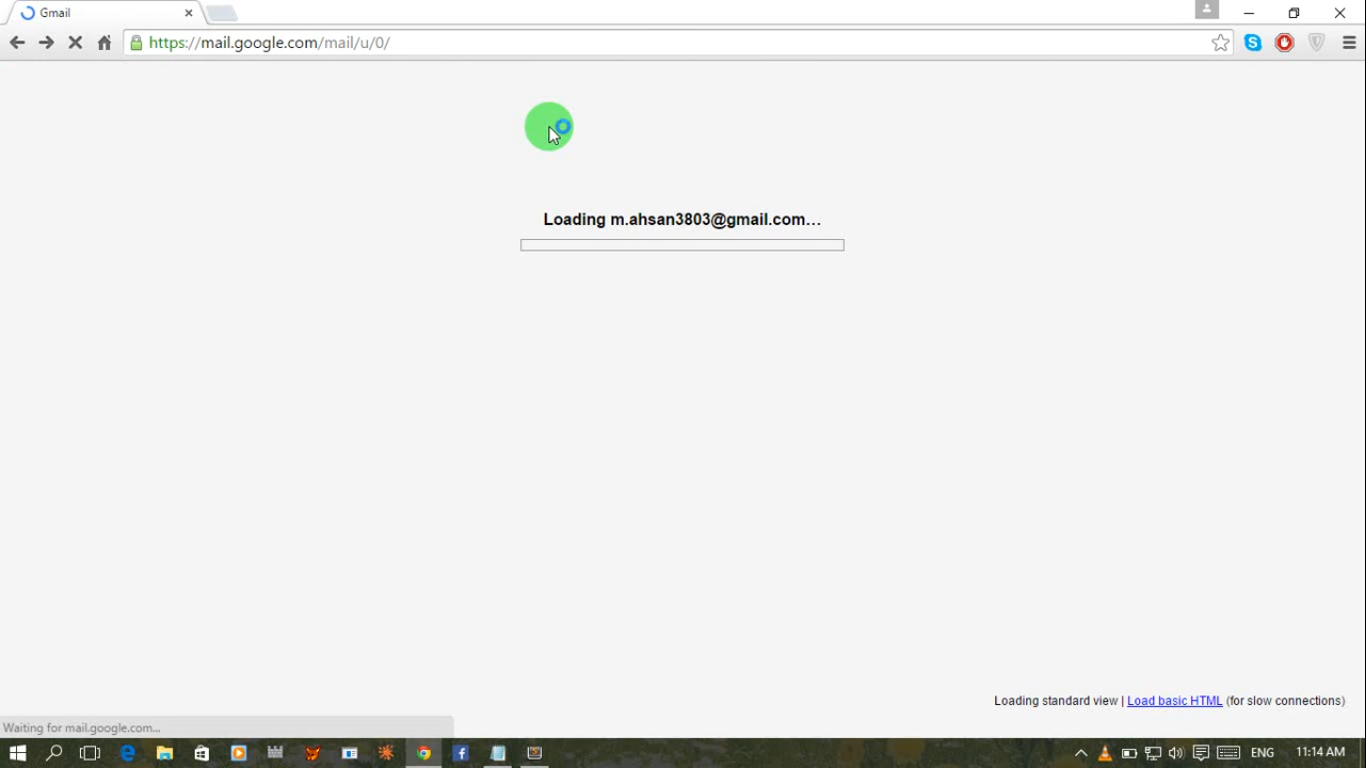 Gmail
https://mail.google.com/mail/u/0/
Loading m.ahsan3803@gmail.com...
Loading standard view | Load basic HTML (for slow connections)
Waiting for mail.google.com...
ENG
11:14 AM